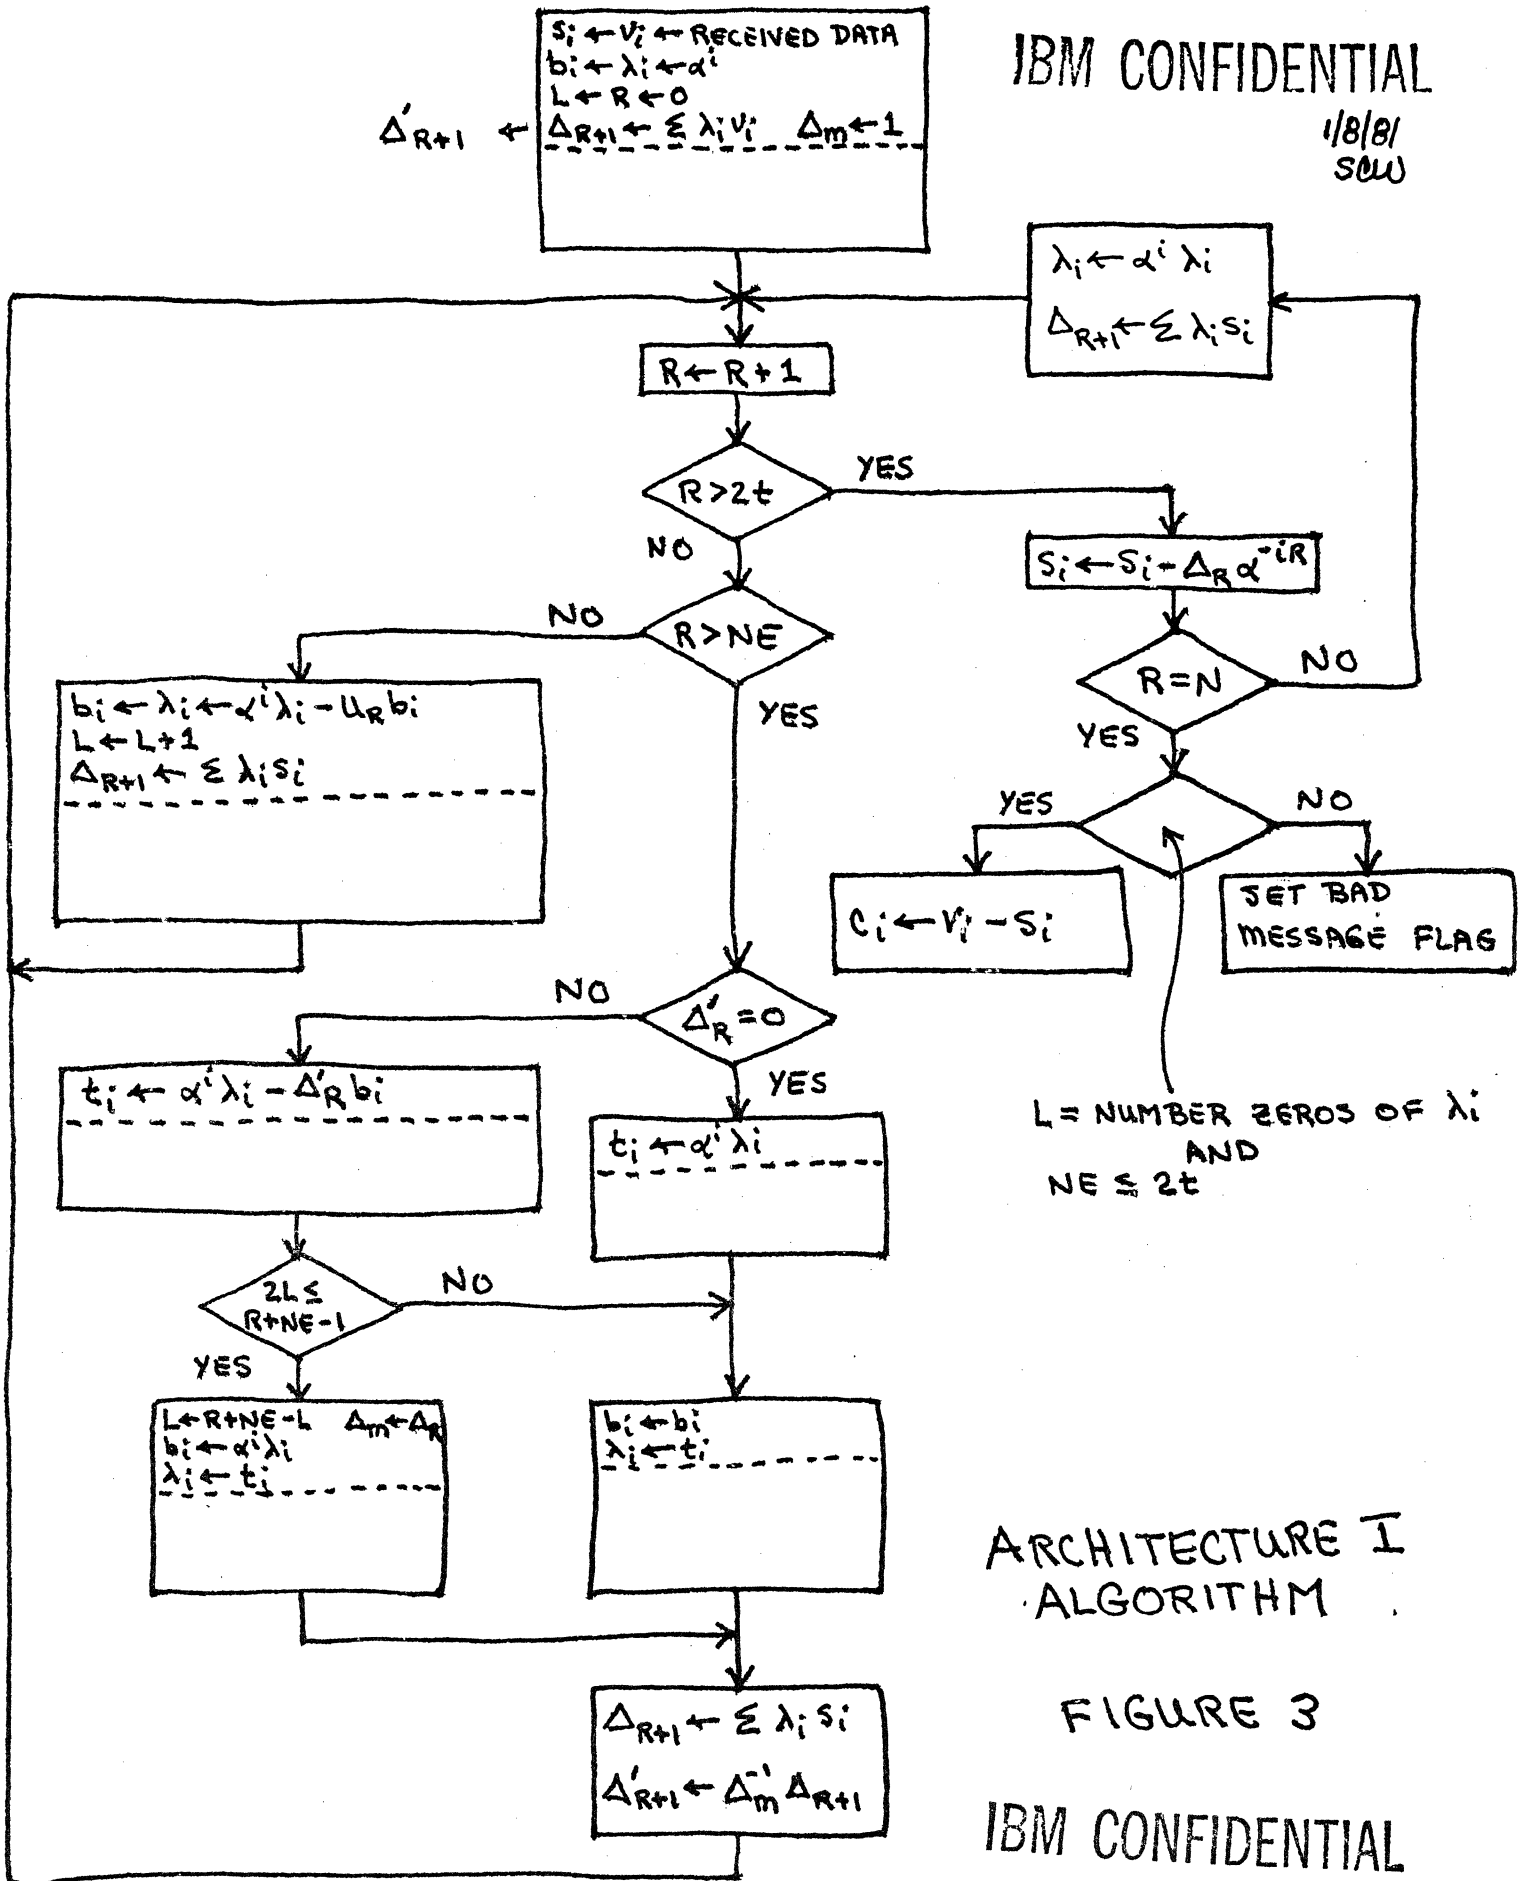 IBM CONFIDENTIAL
1/8/81
SCW
Sᵢ ← Vᵢ ← RECEIVED DATA
bᵢ ← λᵢ ← αⁱ
L ← R ← 0
Δ'R+1 ← ΔR+1 ← Σ λᵢVᵢ Δm ← 1
λᵢ ← αⁱ λᵢ
ΔR+1 ← Σ λᵢSᵢ
R ← R + 1
R > 2t
YES
NO
Sᵢ ← Sᵢ - ΔR α⁻ⁱᴿ
R > NE
NO
YES
R = N
NO
YES
bᵢ ← λᵢ ← αⁱλᵢ - URbᵢ
L ← L + 1
ΔR+1 ← Σ λᵢSᵢ
YES
NO
Cᵢ ← Vᵢ - Sᵢ
SET BAD
MESSAGE FLAG
L = NUMBER ZEROS OF λᵢ
AND
NE ≤ 2t
Δ'R = 0
NO
YES
tᵢ ← αⁱλᵢ - Δ'Rbᵢ
tᵢ ← αⁱλᵢ
2L ≤
R+NE-1
NO
YES
L ← R+NE-L Δm ← ΔR
bᵢ ← αⁱλᵢ
λᵢ ← tᵢ
bᵢ ← bᵢ
λᵢ ← tᵢ
ΔR+1 ← Σ λᵢSᵢ
Δ'R+1 ← Δm⁻¹ ΔR+1
ARCHITECTURE I
ALGORITHM
FIGURE 3
IBM CONFIDENTIAL